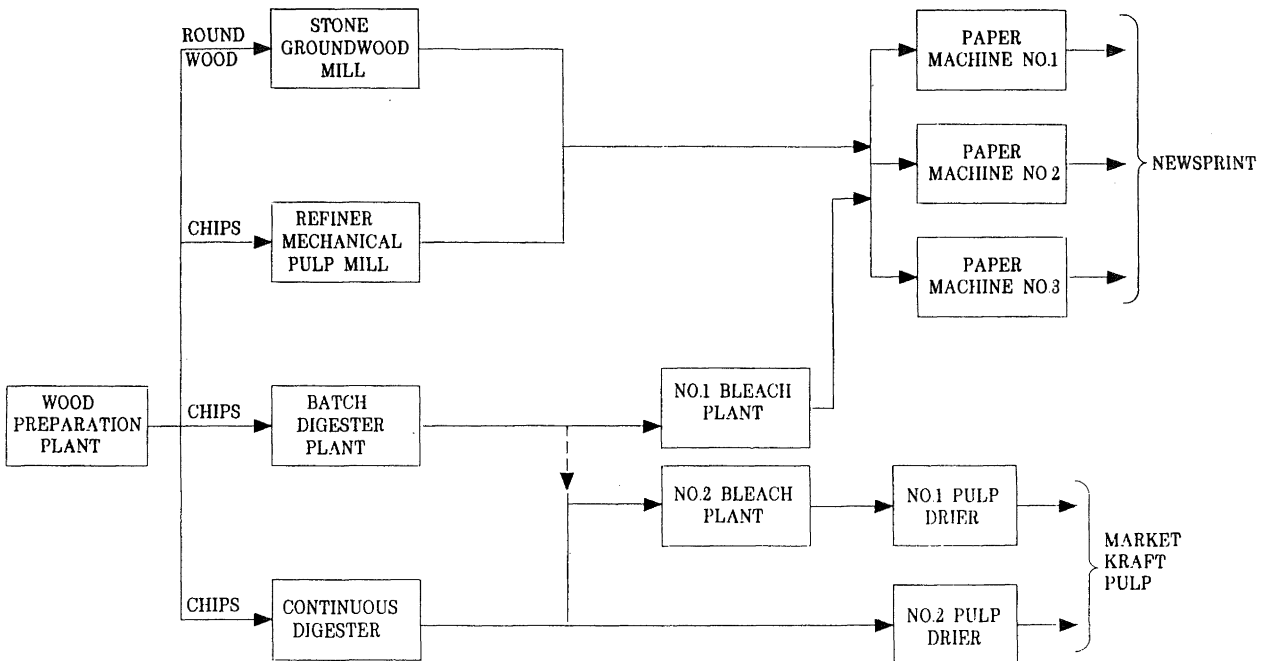 ROUND
WOOD
STONE
GROUNDWOOD
MILL
PAPER
MACHINE NO.1
PAPER
MACHINE NO 2
NEWSPRINT
CHIPS
REFINER
MECHANICAL
PULP MILL
PAPER
MACHINE NO.3
WOOD
PREPARATION
PLANT
CHIPS
BATCH
DIGESTER
PLANT
NO.1 BLEACH
PLANT
NO.2 BLEACH
PLANT
NO.1 PULP
DRIER
MARKET
KRAFT
PULP
CHIPS
CONTINUOUS
DIGESTER
NO.2 PULP
DRIER